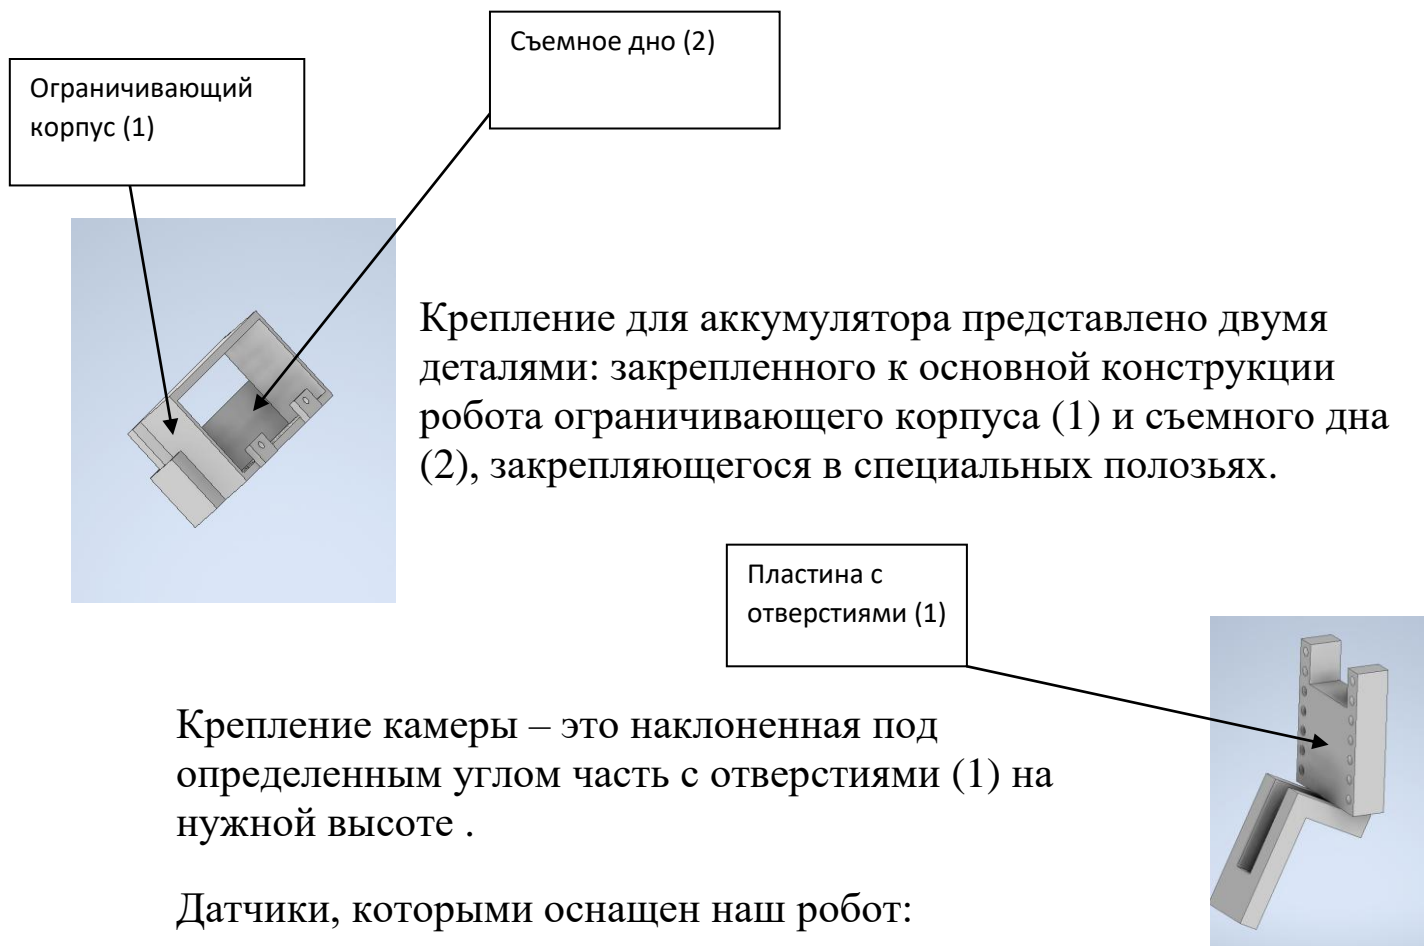 Съемное дно (2)
Ограничивающий
корпус (1)
Крепление для аккумулятора представлено двумя
деталями: закрепленного к основной конструкции
робота ограничивающего корпуса (1) и съемного дна
(2), закрепляющегося в специальных полозьях.
Пластина с
отверстиями (1)
Крепление камеры – это наклоненная под
определенным углом часть с отверстиями (1) на
нужной высоте .
Датчики, которыми оснащен наш робот: